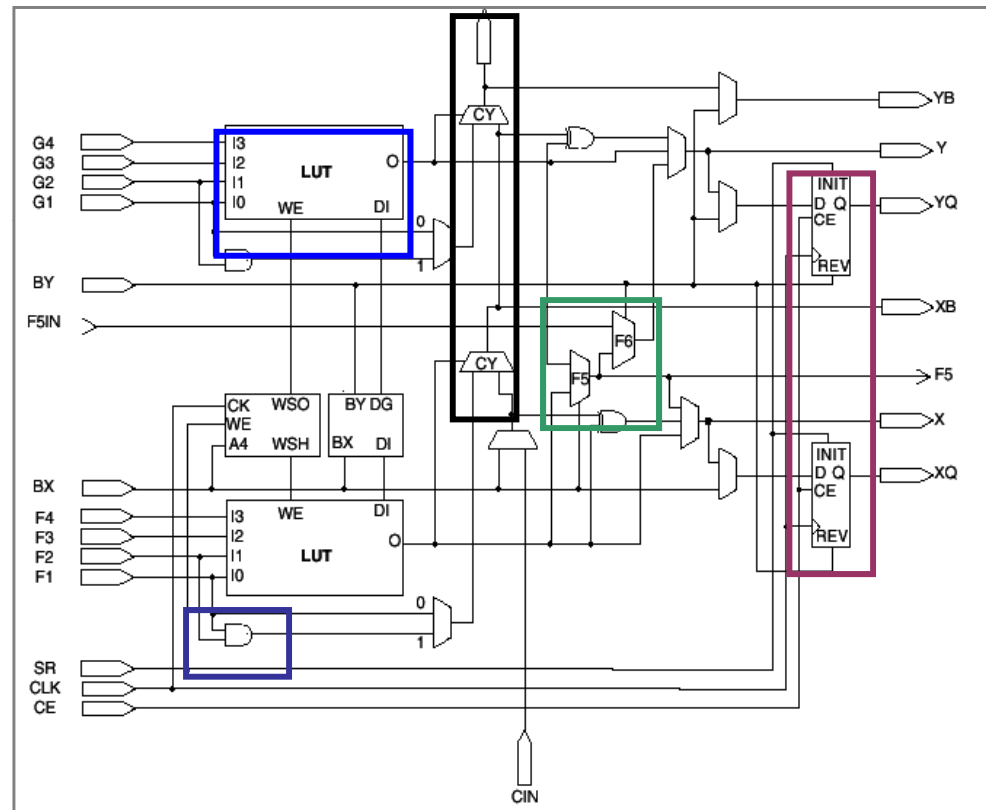 CY
YB
G4
I3
G3
I2
LUT
O
Y
G2
I1
INIT
G1
I0
WE
DI
D Q
YQ
0
CE
1
REV
BY
XB
F5IN
F6
CY
F5
F5
CK
WSO
BY DG
WE
X
A4
WSH
BX
DI
INIT
D Q
XQ
BX
CE
F4
I3
WE
DI
F3
I2
REV
F2
I1
LUT
O
F1
I0
0
1
SR
CLK
CE
CIN